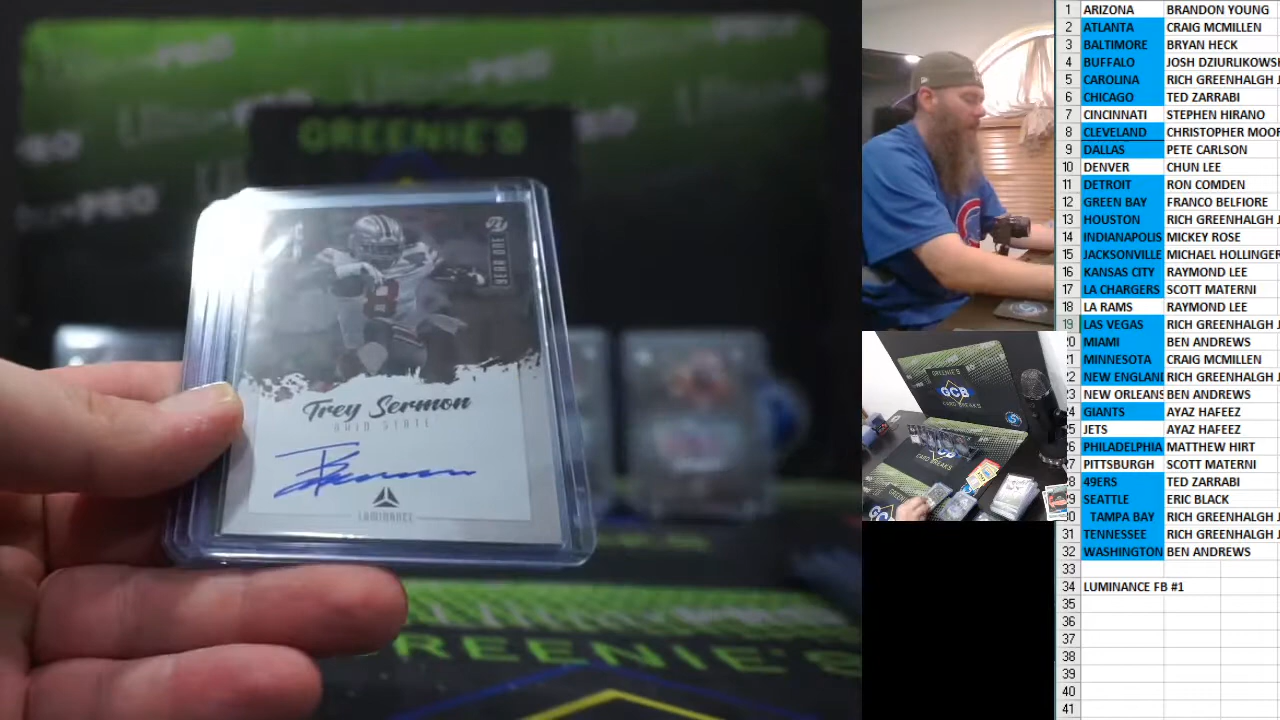 GREENIE'S
YEAR ONE
8
Trey Sermon
OHIO STATE
LUMINANCE
REENIE'S
GREENIE'S
GCB
CARD BREAKS
CARD BREAKS
GCB
1 ARIZONA BRANDON YOUNG
2 ATLANTA CRAIG MCMILLEN
3 BALTIMORE BRYAN HECK
4 BUFFALO JOSH DZIURLIKOWS
5 CAROLINA RICH GREENHALGH J
6 CHICAGO TED ZARRABI
7 CINCINNATI STEPHEN HIRANO
8 CLEVELAND CHRISTOPHER MOOR
9 DALLAS PETE CARLSON
10 DENVER CHUN LEE
11 DETROIT RON COMDEN
12 GREEN BAY FRANCO BELFIORE
13 HOUSTON RICH GREENHALGH J
14 INDIANAPOLIS MICKEY ROSE
15 JACKSONVILLE MICHAEL HOLLINGER
16 KANSAS CITY RAYMOND LEE
17 LA CHARGERS SCOTT MATERNI
18 LA RAMS RAYMOND LEE
19 LAS VEGAS RICH GREENHALGH J
20 MIAMI BEN ANDREWS
21 MINNESOTA CRAIG MCMILLEN
22 NEW ENGLAND RICH GREENHALGH J
23 NEW ORLEANS BEN ANDREWS
24 GIANTS AYAZ HAFEEZ
25 JETS AYAZ HAFEEZ
26 PHILADELPHIA MATTHEW HIRT
27 PITTSBURGH SCOTT MATERNI
28 49ERS TED ZARRABI
29 SEATTLE ERIC BLACK
30 TAMPA BAY RICH GREENHALGH J
31 TENNESSEE RICH GREENHALGH J
32 WASHINGTON BEN ANDREWS
33
34 LUMINANCE FB #1
35
36
37
38
39
40
41